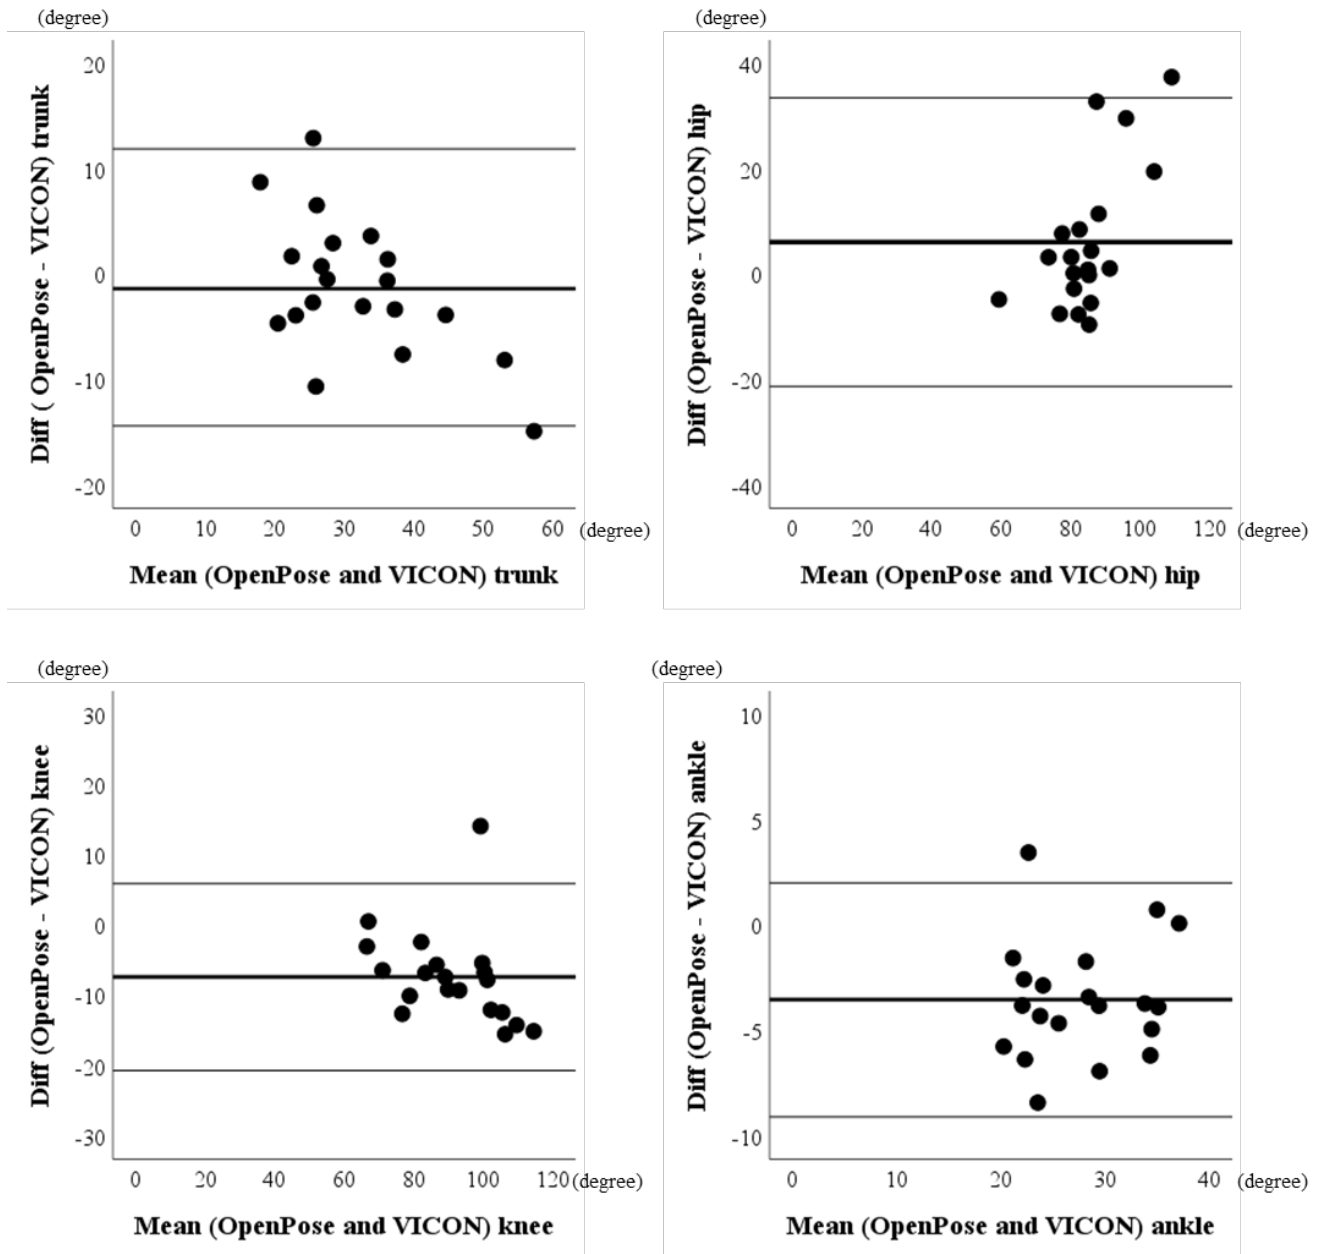 (degree)
20
10
0
-10
-20
Diff ( OpenPose - VICON) trunk
0 10 20 30 40 50 60 (degree)
Mean (OpenPose and VICON) trunk
(degree)
40
20
0
-20
-40
Diff (OpenPose - VICON) hip
0 20 40 60 80 100 120 (degree)
Mean (OpenPose and VICON) hip
(degree)
30
20
10
0
-10
-20
-30
Diff (OpenPose - VICON) knee
0 20 40 60 80 100 120 (degree)
Mean (OpenPose and VICON) knee
(degree)
10
5
0
-5
-10
Diff (OpenPose - VICON) ankle
0 10 20 30 40 (degree)
Mean (OpenPose and VICON) ankle